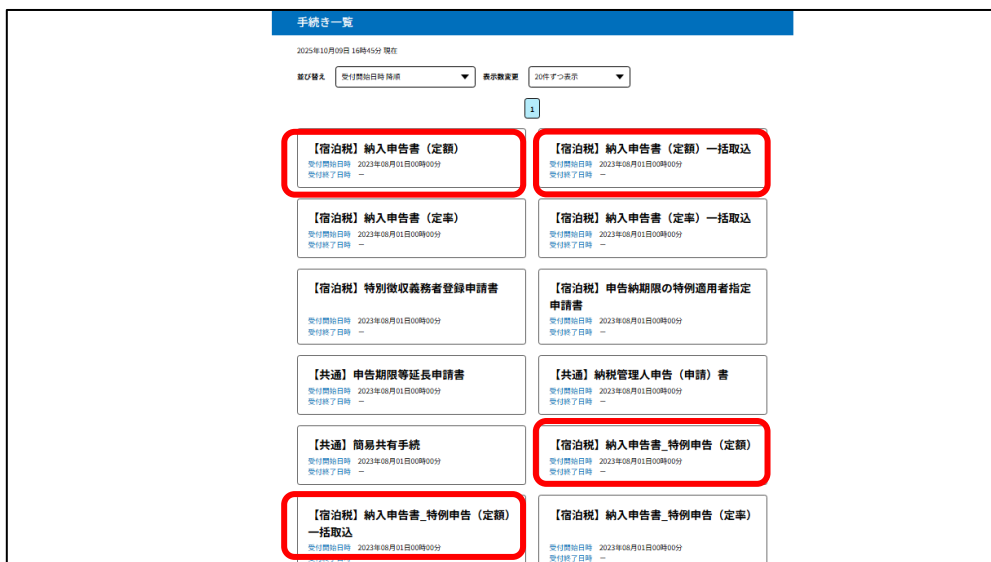 手続き一覧
2025年10月09日 16時45分 現在
並び替え 受付開始日時 降順 表示数変更 20件ずつ表示
1
【宿泊税】納入申告書（定額）
受付開始日時 2023年08月01日00時00分
受付終了日時 －
【宿泊税】納入申告書（定額）一括取込
受付開始日時 2023年08月01日00時00分
受付終了日時 －
【宿泊税】納入申告書（定率）
受付開始日時 2023年08月01日00時00分
受付終了日時 －
【宿泊税】納入申告書（定率）一括取込
受付開始日時 2023年08月01日00時00分
受付終了日時 －
【宿泊税】特別徴収義務者登録申請書
受付開始日時 2023年08月01日00時00分
受付終了日時 －
【宿泊税】申告納期限の特例適用者指定
申請書
受付開始日時 2023年08月01日00時00分
受付終了日時 －
【共通】申告期限等延長申請書
受付開始日時 2023年08月01日00時00分
受付終了日時 －
【共通】納税管理人申告（申請）書
受付開始日時 2023年08月01日00時00分
受付終了日時 －
【共通】簡易共有手続
受付開始日時 2023年08月01日00時00分
受付終了日時 －
【宿泊税】納入申告書_特例申告（定額）
受付開始日時 2023年08月01日00時00分
受付終了日時 －
【宿泊税】納入申告書_特例申告（定額）
一括取込
受付開始日時 2023年08月01日00時00分
【宿泊税】納入申告書_特例申告（定率）
受付開始日時 2023年08月01日00時00分
受付終了日時 －